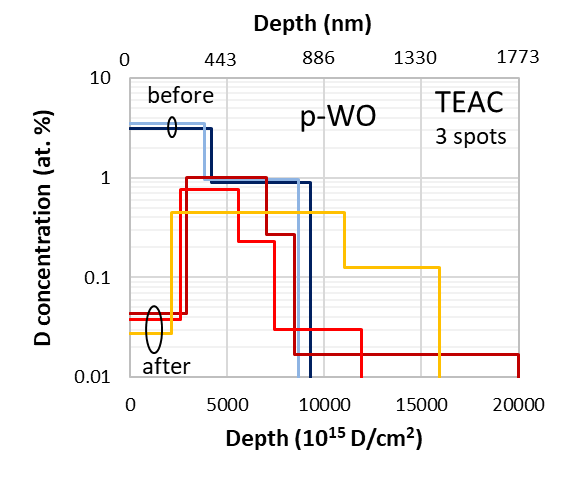 Depth (nm)
0 443 886 1330 1773
10
before
p-WO
TEAC
3 spots
1
0.1
0.01
after
D concentration (at. %)
0 5000 10000 15000 20000
Depth (10¹⁵ D/cm²)